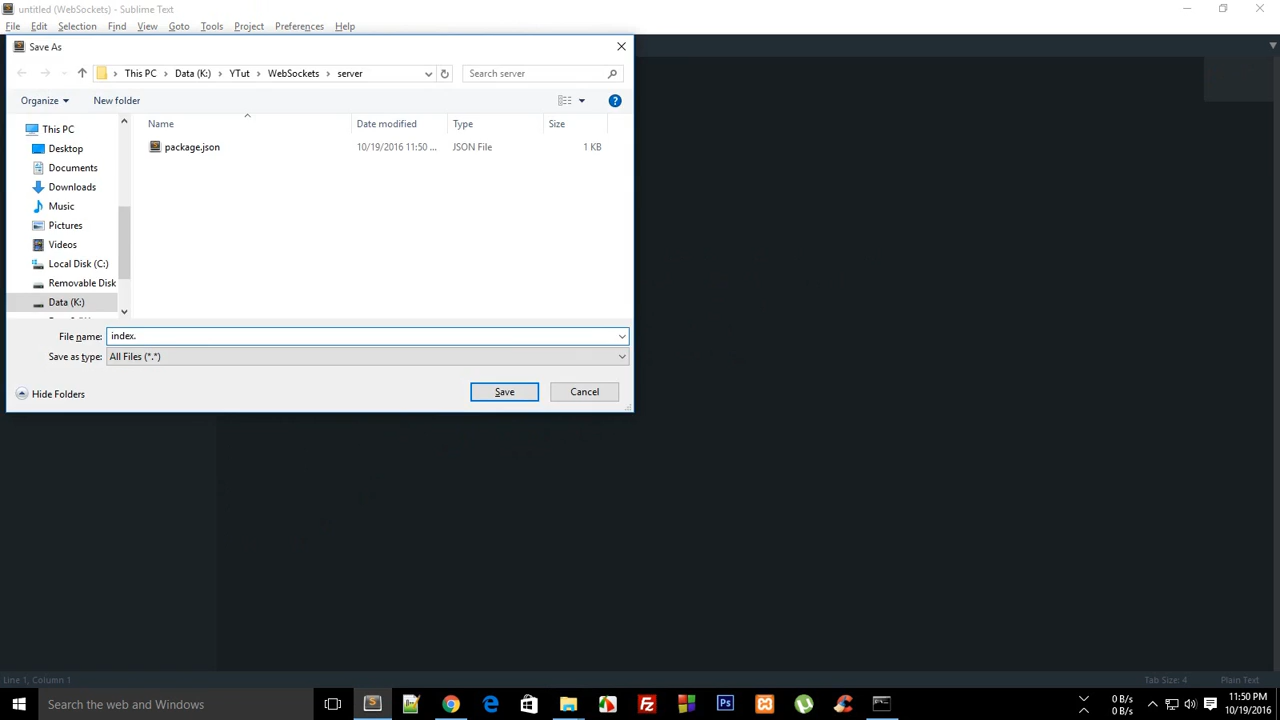 untitled (WebSockets) - Sublime Text
File Edit Selection Find View Goto Tools Project Preferences Help
Save As
This PC Data (K:) YTut WebSockets server
Search server
Organize New folder
Name Date modified Type Size
package.json 10/19/2016 11:50 ... JSON File 1 KB
This PC
Desktop
Documents
Downloads
Music
Pictures
Videos
Local Disk (C:)
Removable Disk
Data (K:)
File name: index.
Save as type: All Files (*.*)
Hide Folders
Save Cancel
Line 1, Column 1
Tab Size: 4 Plain Text
Search the web and Windows
Ps
0 B/s
0 B/s
11:50 PM
10/19/2016